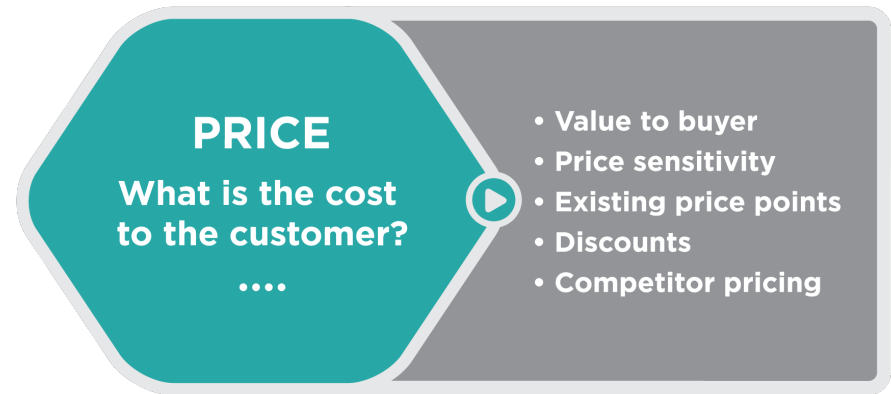 PRICE
What is the cost
to the customer?
....
• Value to buyer
• Price sensitivity
• Existing price points
• Discounts
• Competitor pricing